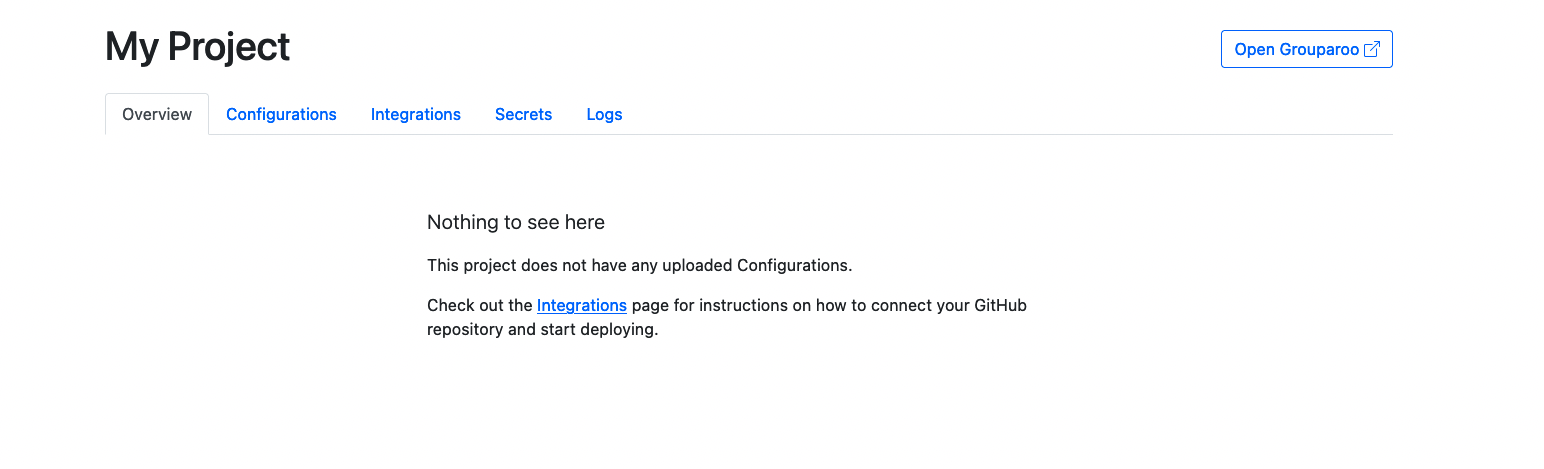 My Project
Open Grouparoo
Overview
Configurations
Integrations
Secrets
Logs
Nothing to see here
This project does not have any uploaded Configurations.
Check out the Integrations page for instructions on how to connect your GitHub
repository and start deploying.